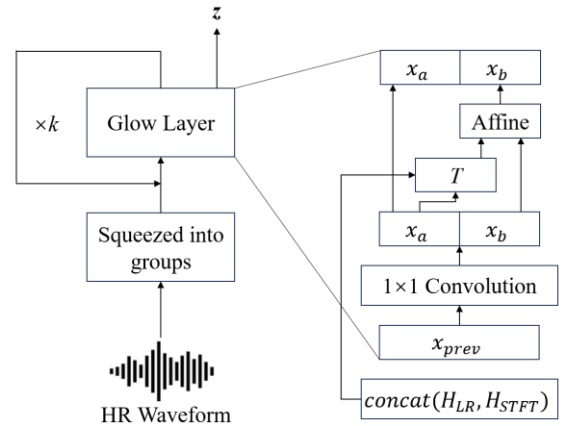 z
×k
Glow Layer
Squeezed into
groups
HR Waveform
x_a
x_b
Affine
T
x_a
x_b
1×1 Convolution
x_prev
concat(H_LR, H_STFT)